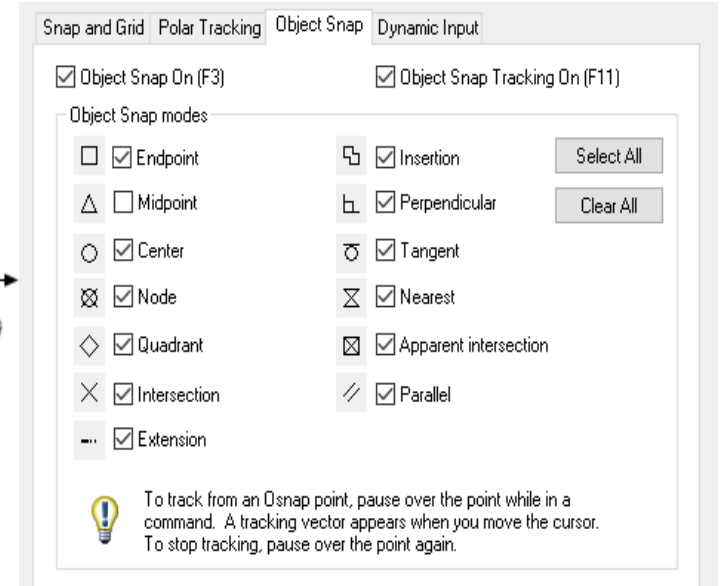 Snap and Grid Polar Tracking Object Snap Dynamic Input
Object Snap On (F3) Object Snap Tracking On (F11)
Object Snap modes
Endpoint Insertion Select All
Midpoint Perpendicular Clear All
Center Tangent
Node Nearest
Quadrant Apparent intersection
Intersection Parallel
Extension
To track from an Osnap point, pause over the point while in a
command. A tracking vector appears when you move the cursor.
To stop tracking, pause over the point again.